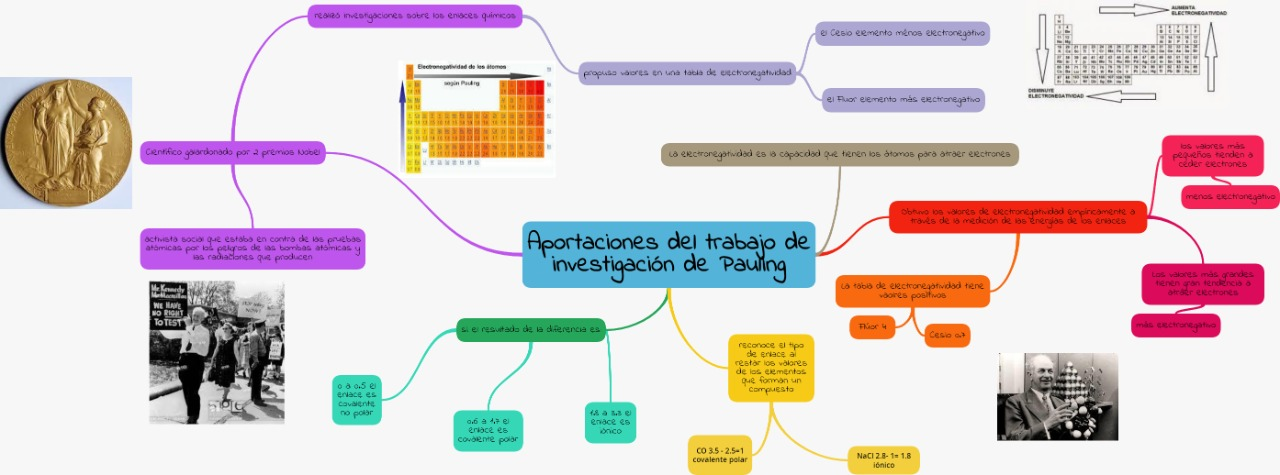 realizó investigaciones sobre los enlaces químicos
el Cesio elemento menos electronegativo
propuso valores en una tabla de electronegatividad
el Fluor elemento más electronegativo
AUMENTA
ELECTRONEGATIVIDAD
DISMINUYE
ELECTRONEGATIVIDAD
Electronegatividad de los átomos
según Pauling
Científico galardonado por 2 premios Nobel
La electronegatividad es la capacidad que tienen los átomos para atraer electrones
activista social que estaba en contra de las pruebas
atómicas por los peligros de las bombas atómicas y
las radiaciones que producen
Mr. Kennedy
Mr. MacMillan
WE HAVE
NO RIGHT
TO TEST
Aportaciones del trabajo de
investigación de Pauling
Obtuvo los valores de electronegatividad empíricamente a
través de la medición de las energías de los enlaces
los valores más
pequeños tienden a
ceder electrones
menos electronegativo
Los valores más grandes
tienen gran tendencia a
atraer electrones
más electronegativo
La tabla de electronegatividad tiene
valores positivos
Flúor 4
Cesio 0.7
si el resultado de la diferencia es
0 a 0.5 el
enlace es
covalente
no polar
0.6 a 1.7 el
enlace es
covalente polar
1.8 a 3.3 el
enlace es
iónico
reconoce el tipo
de enlace al
restar los valores
de los elementos
que forman un
compuesto
CO 3.5 - 2.5=1
covalente polar
NaCl 2.8- 1= 1.8
iónico